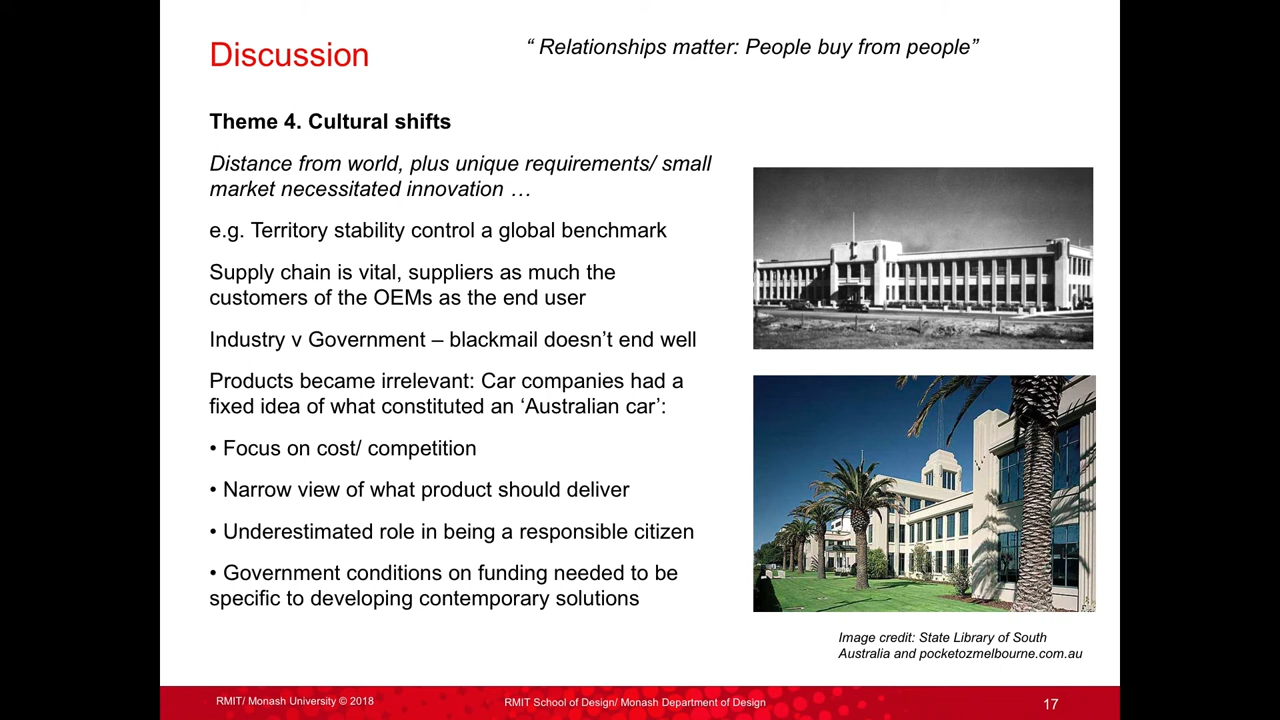 Discussion
“ Relationships matter: People buy from people”
Theme 4. Cultural shifts
Distance from world, plus unique requirements/ small
market necessitated innovation …
e.g. Territory stability control a global benchmark
Supply chain is vital, suppliers as much the
customers of the OEMs as the end user
Industry v Government – blackmail doesn’t end well
Products became irrelevant: Car companies had a
fixed idea of what constituted an ‘Australian car’:
• Focus on cost/ competition
• Narrow view of what product should deliver
• Underestimated role in being a responsible citizen
• Government conditions on funding needed to be
specific to developing contemporary solutions
Image credit: State Library of South
Australia and pocketozmelbourne.com.au
RMIT/ Monash University © 2018
RMIT School of Design/ Monash Department of Design
17